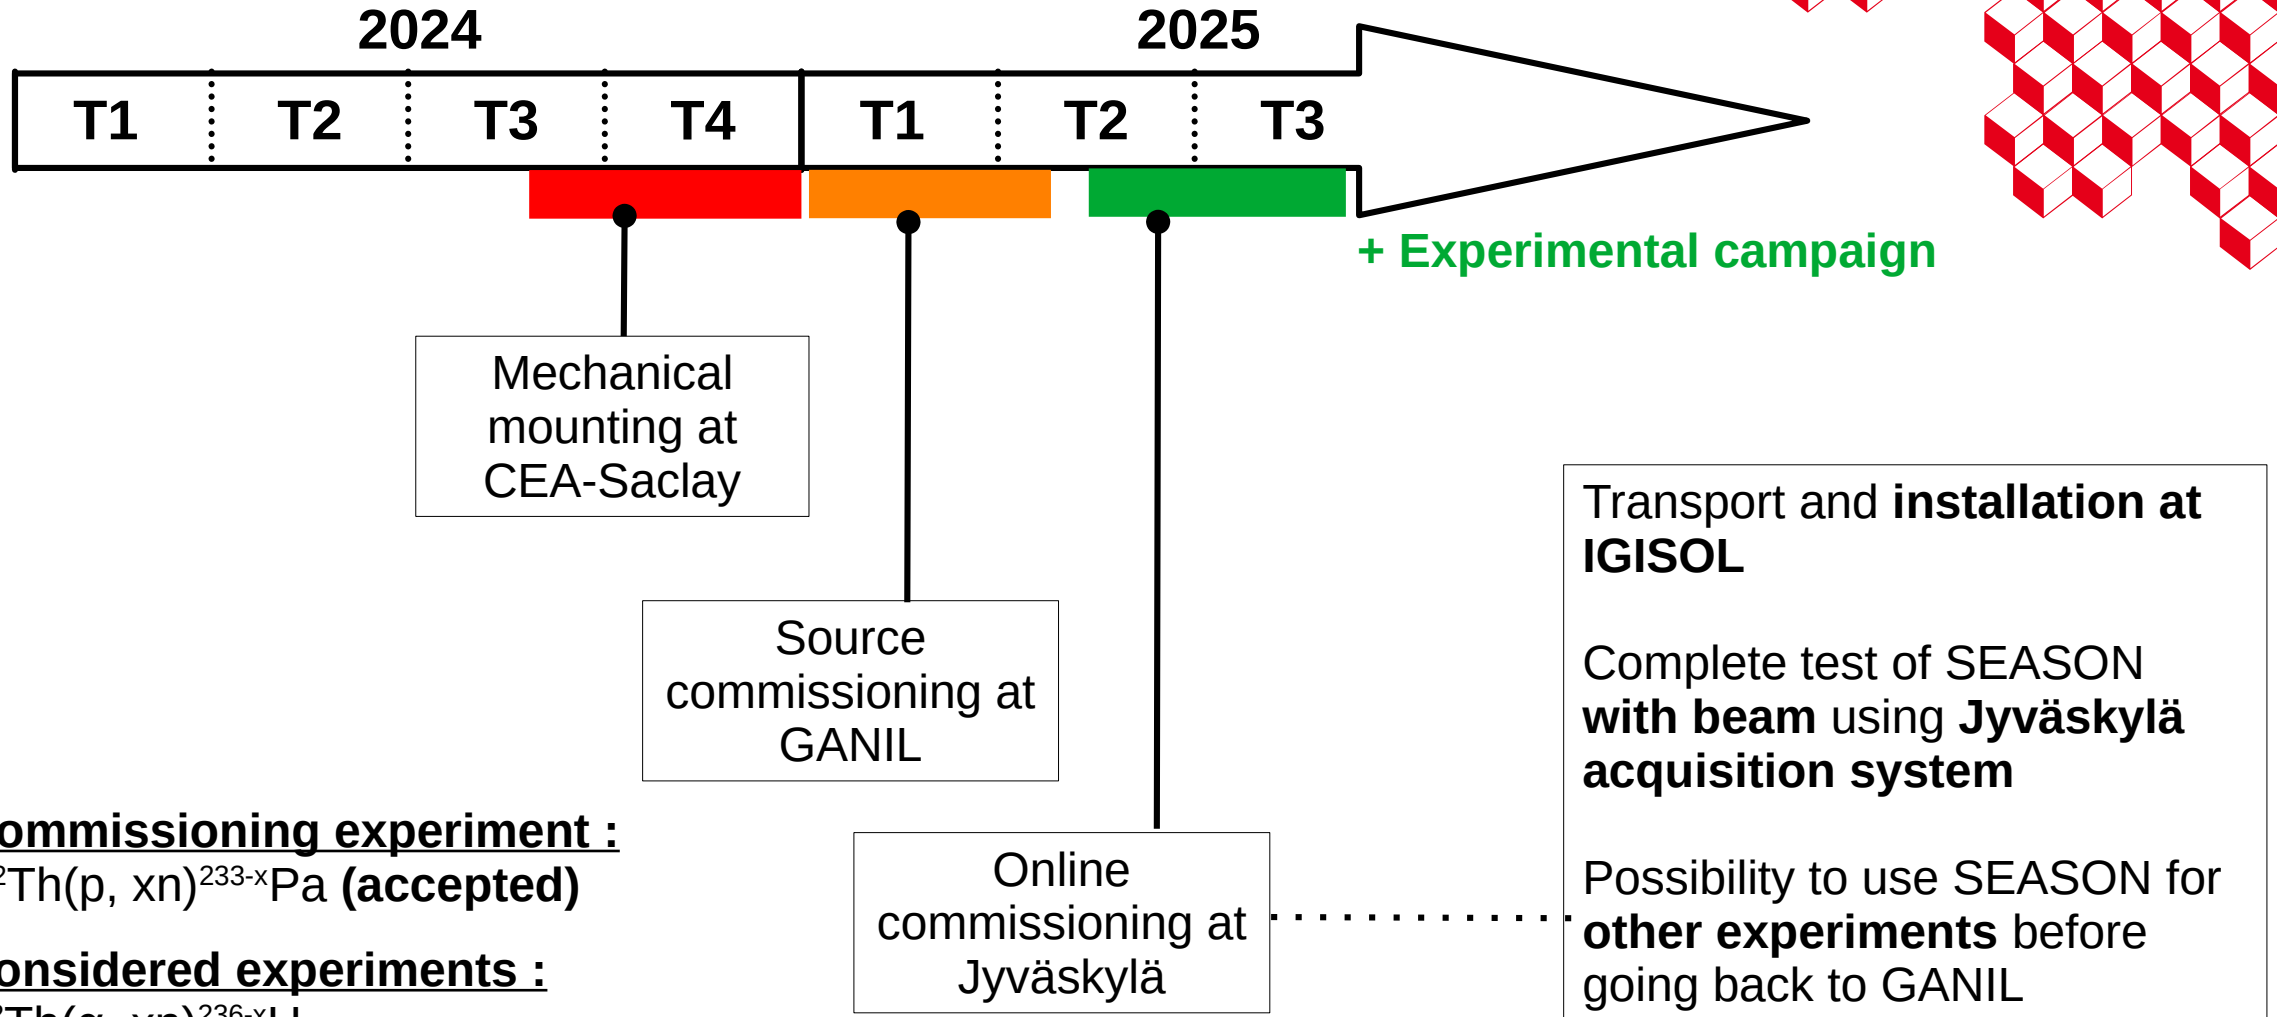 2024 2025
T1 T2 T3 T4 T1 T2 T3
+ Experimental campaign
Mechanical
mounting at
CEA-Saclay
Source
commissioning at
GANIL
Online
commissioning at
Jyväskylä
Transport and installation at
IGISOL
Complete test of SEASON
with beam using Jyväskylä
acquisition system
Possibility to use SEASON for
other experiments before
going back to GANIL
ommissioning experiment :
²Th(p, xn)²³³⁻ˣPa (accepted)
onsidered experiments :